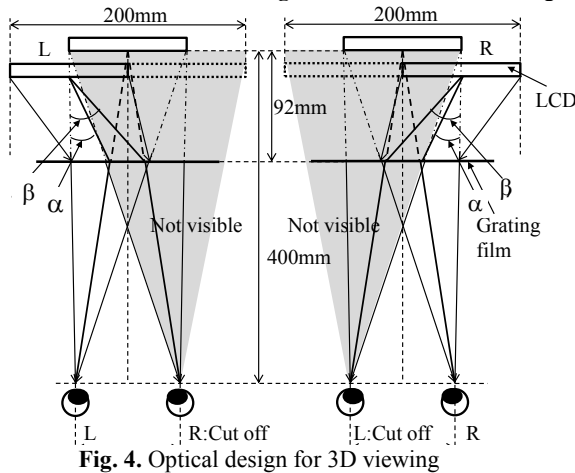 200mm
200mm
L
R
LCD
92mm
β
α
β
α
Grating
film
Not visible
Not visible
400mm
L
R:Cut off
L:Cut off
R
Fig. 4. Optical design for 3D viewing